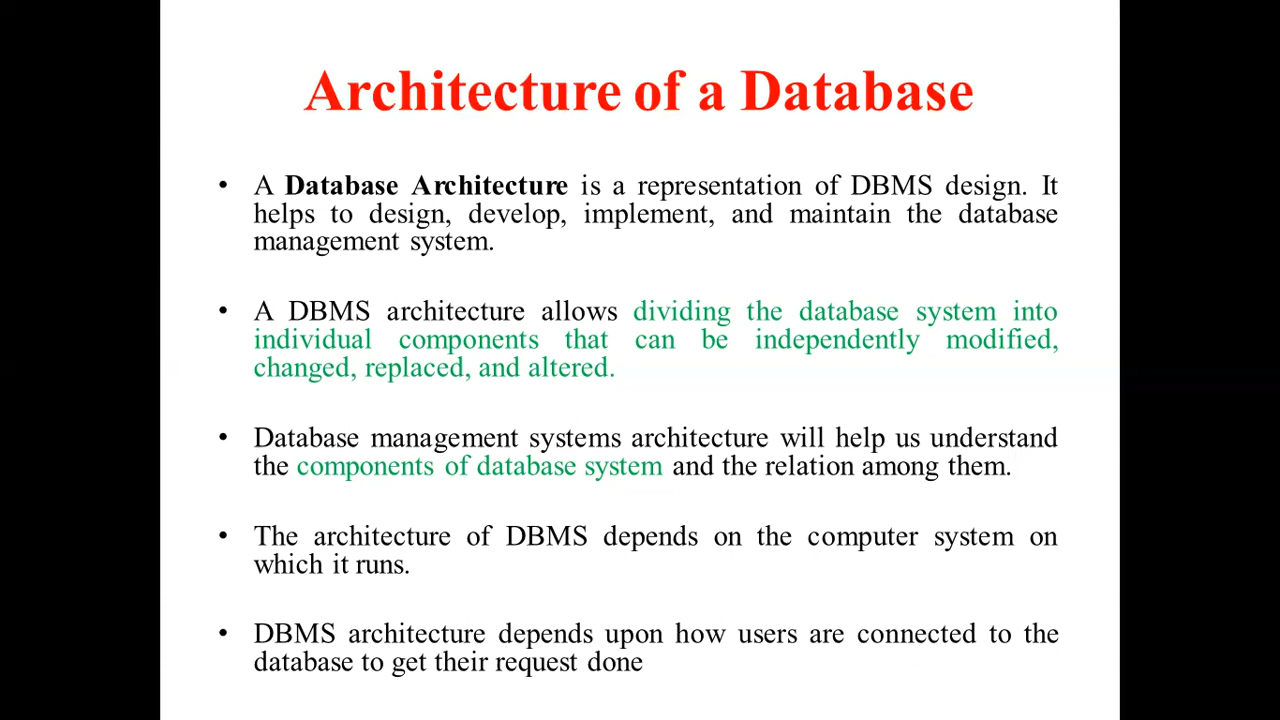 Architecture of a Database
• A Database Architecture is a representation of DBMS design. It
helps to design, develop, implement, and maintain the database
management system.
• A DBMS architecture allows dividing the database system into
individual components that can be independently modified,
changed, replaced, and altered.
• Database management systems architecture will help us understand
the components of database system and the relation among them.
• The architecture of DBMS depends on the computer system on
which it runs.
• DBMS architecture depends upon how users are connected to the
database to get their request done